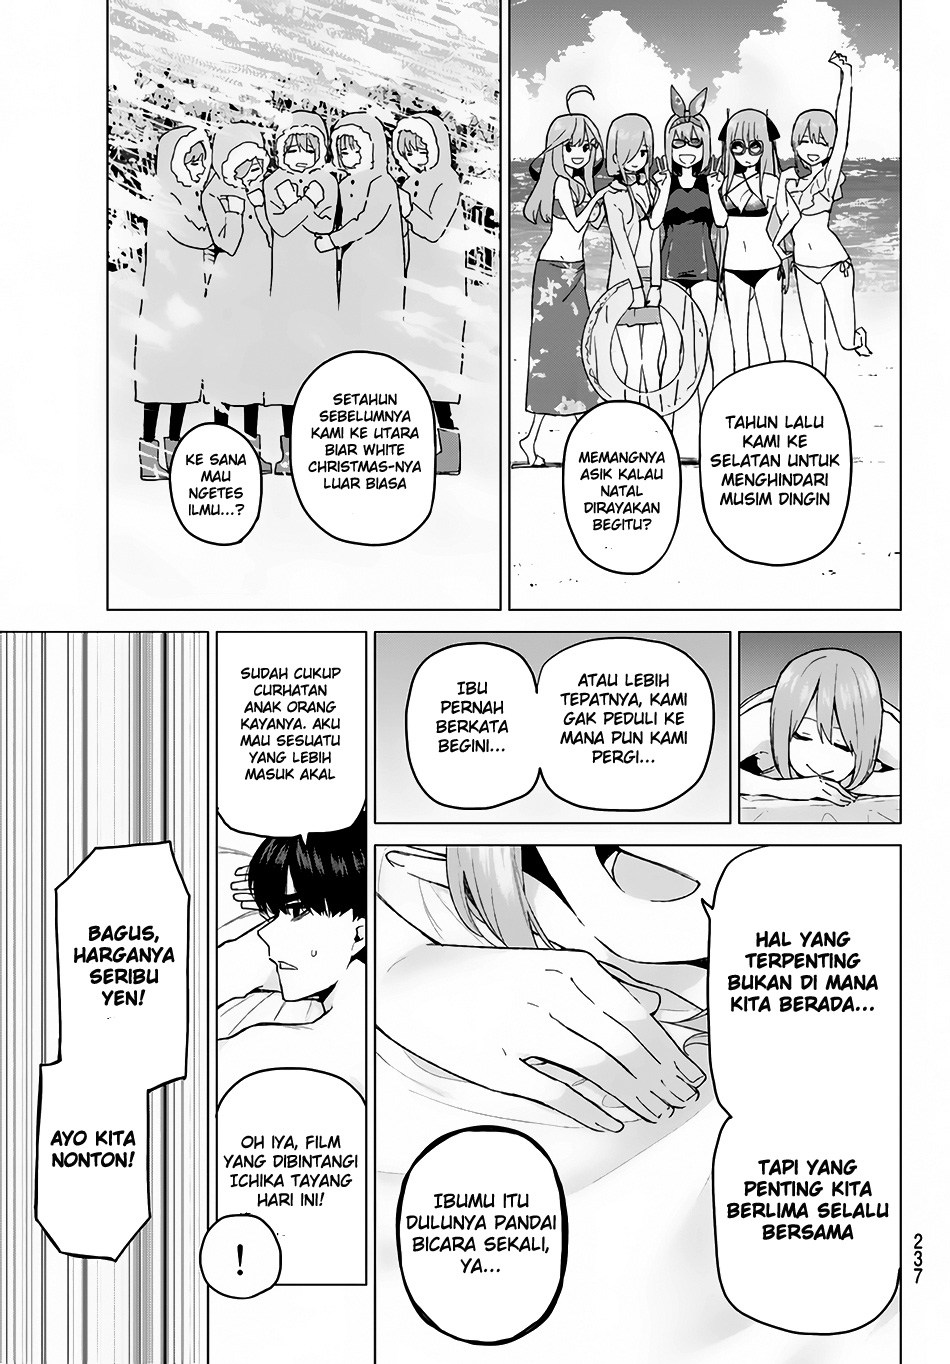 TAHUN LALU
KAMI KE
SELATAN UNTUK
MENGHINDARI
MUSIM DINGIN
MEMANGNYA
ASIK KALAU
NATAL
DIRAYAKAN
BEGITU?
SETAHUN
SEBELUMNYA
KAMI KE UTARA
BIAR WHITE
CHRISTMAS-NYA
LUAR BIASA
KE SANA
MAU
NGETES
ILMU...?
ATAU LEBIH
TEPATNYA, KAMI
GAK PEDULI KE
MANA PUN KAMI
PERGI...
IBU
PERNAH
BERKATA
BEGINI...
HAL YANG
TERPENTING
BUKAN DI MANA
KITA BERADA...
TAPI YANG
PENTING KITA
BERLIMA SELALU
BERSAMA
IBUMU ITU
DULUNYA PANDAI
BICARA SEKALI,
YA...
SUDAH CUKUP
CURHATAN
ANAK ORANG
KAYANYA. AKU
MAU SESUATU
YANG LEBIH
MASUK AKAL
OH IYA, FILM
YANG DIBINTANGI
ICHIKA TAYANG
HARI INI!
!
BAGUS,
HARGANYA
SERIBU
YEN!
AYO KITA
NONTON!
237